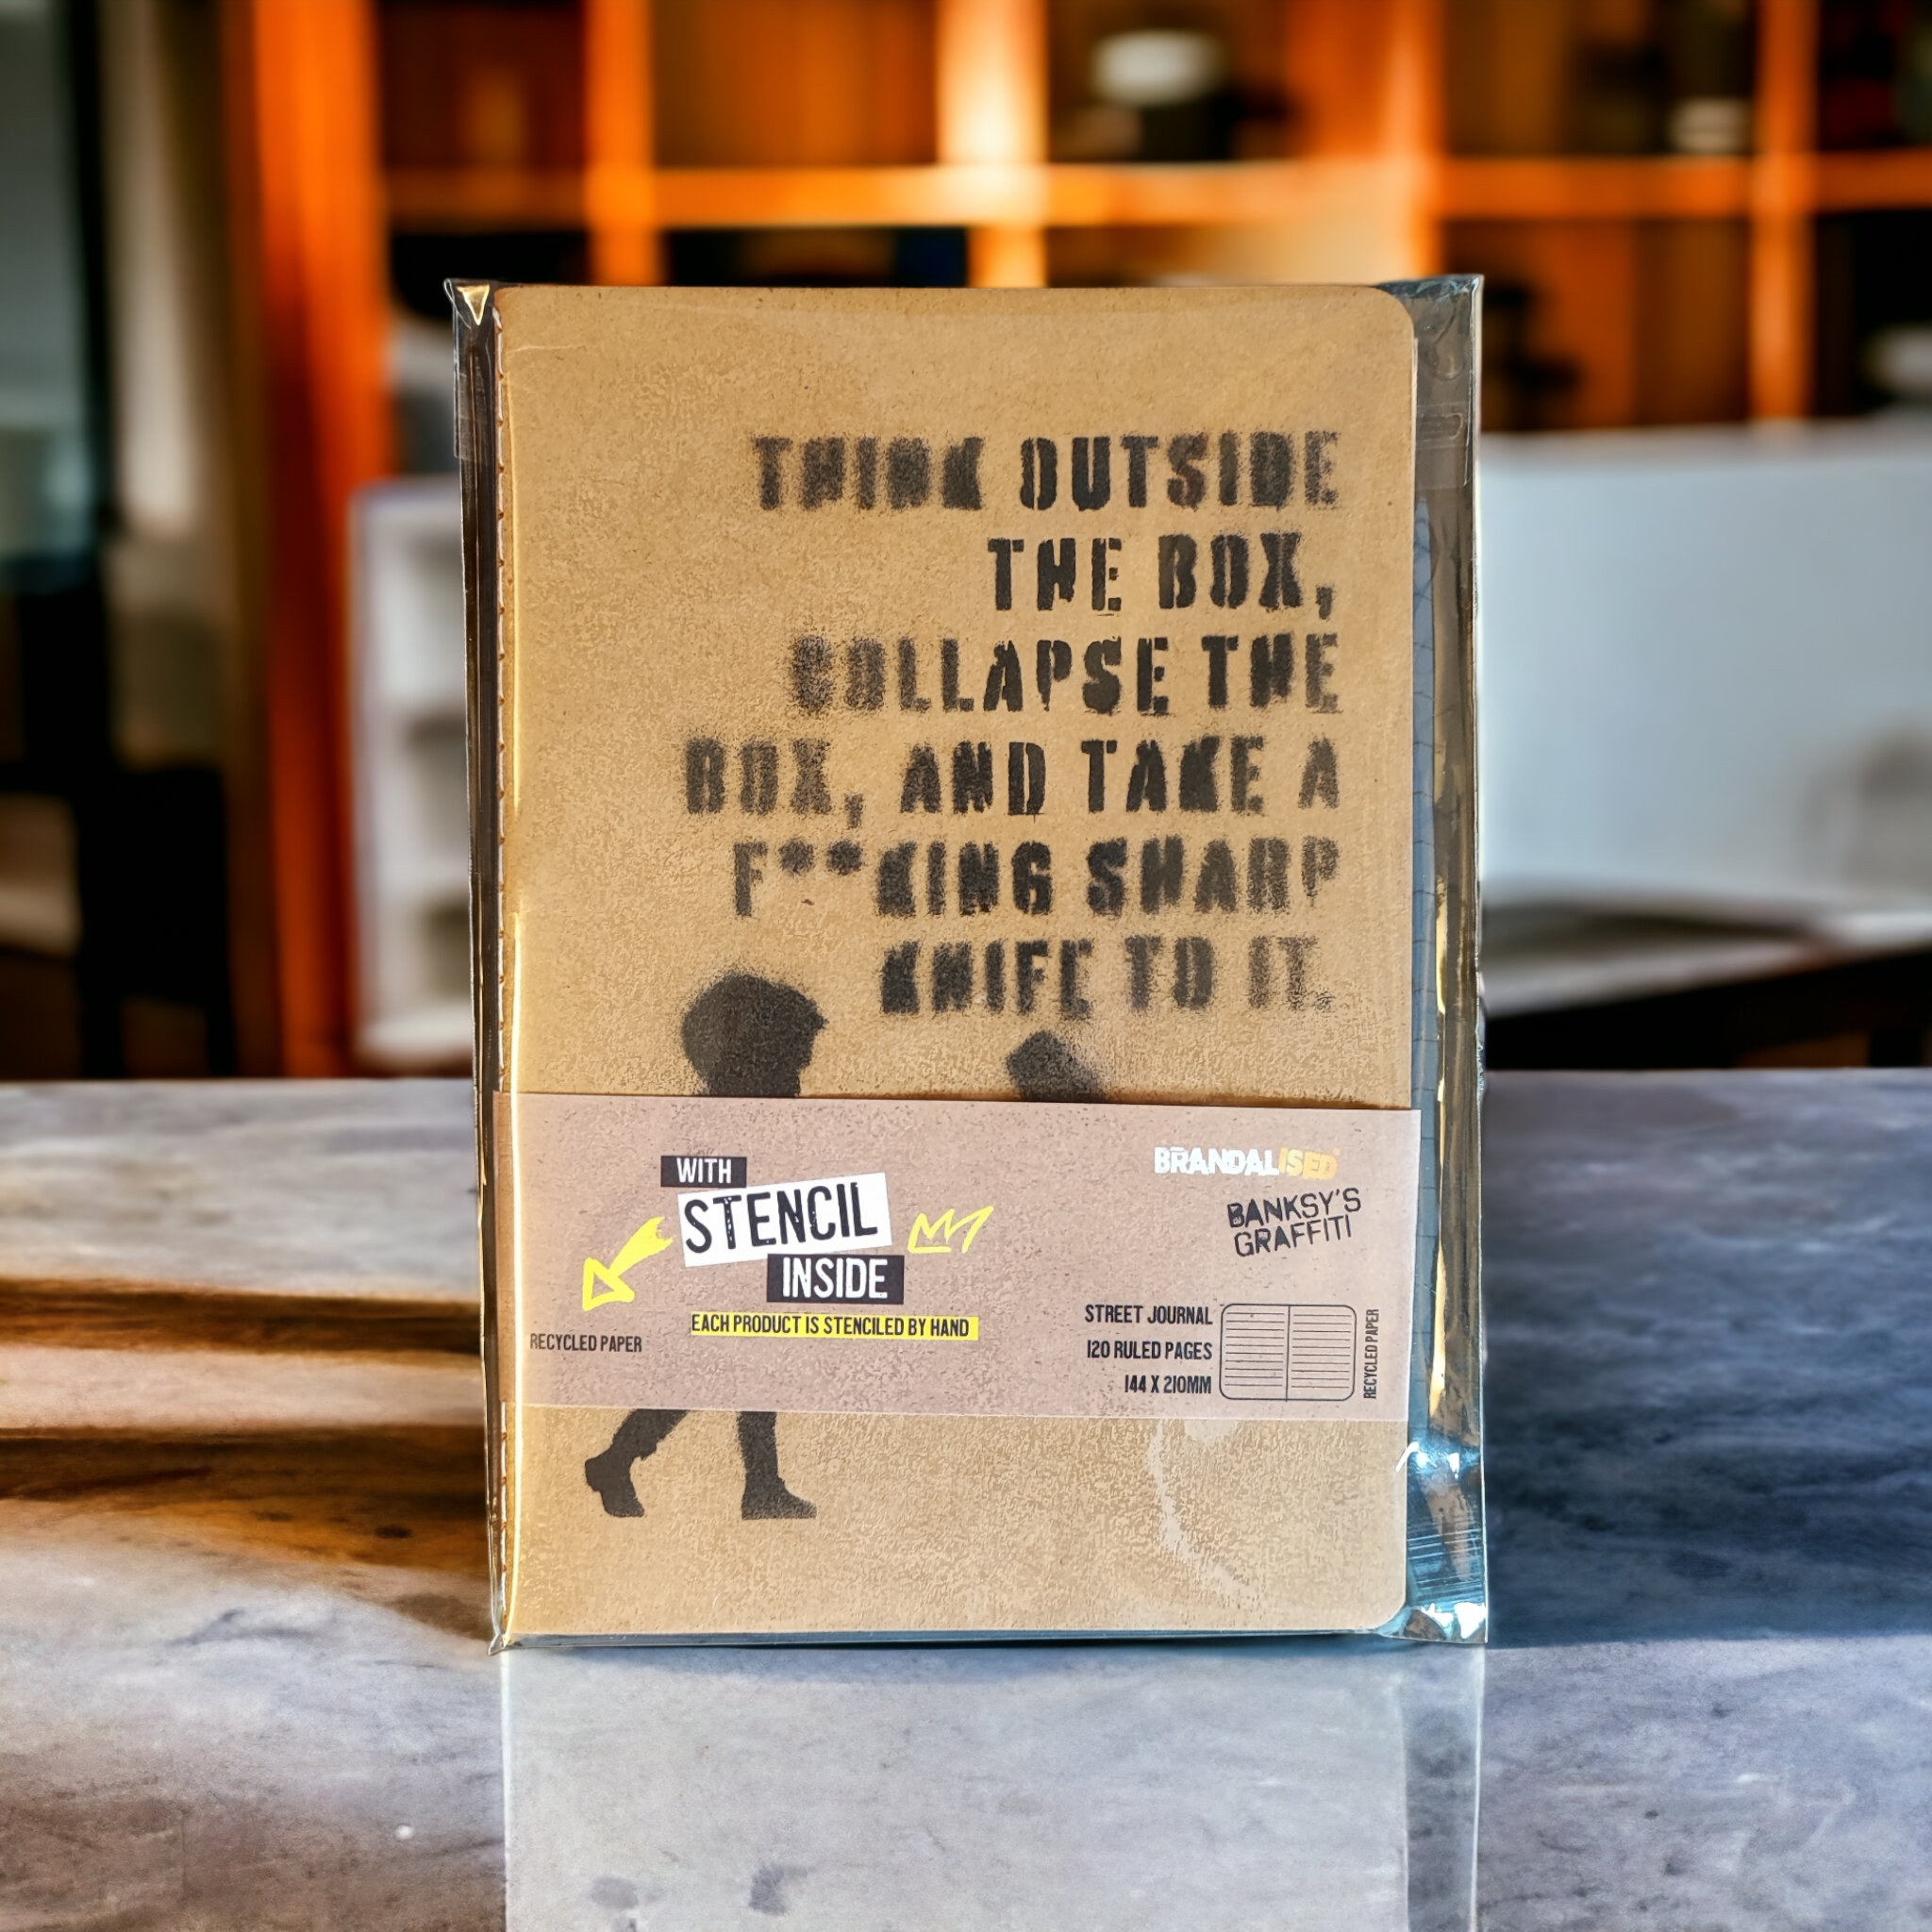 THINK OUTSIDE
THE BOX,
COLLAPSE THE
BOX, AND TAKE A
F**KING SHARP
KNIFE TO IT.
WITH
STENCIL
INSIDE
EACH PRODUCT IS STENCILED BY HAND
RECYCLED PAPER
BRANDALISED
BANKSY'S
GRAFFITI
STREET JOURNAL
120 RULED PAGES
144 X 210MM
RECYCLED PAPER